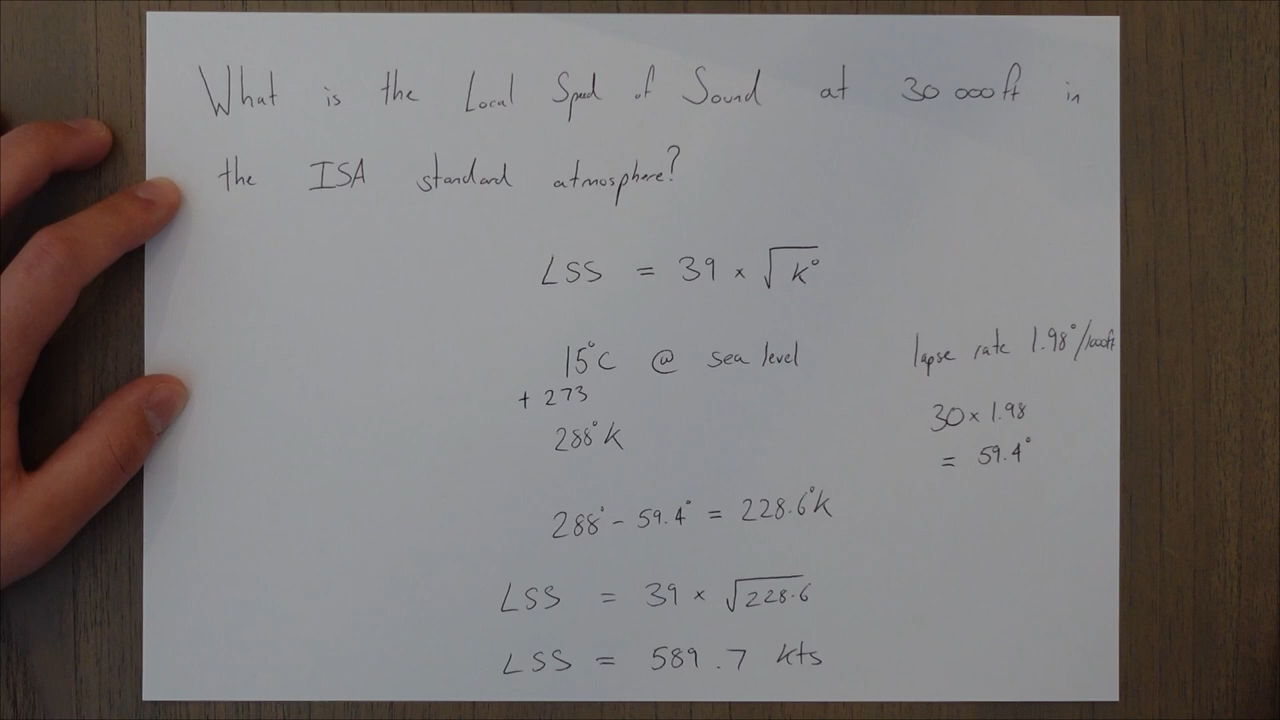 What is the Local Speed of Sound at 30 000ft in
the ISA standard atmosphere?
LSS = 39 × √K°
15°C @ sea level
+ 273
288°K
lapse rate 1.98°/1000ft
30 × 1.98
= 59.4°
288° - 59.4° = 228.6°K
LSS = 39 × √228.6
LSS = 589.7 kts